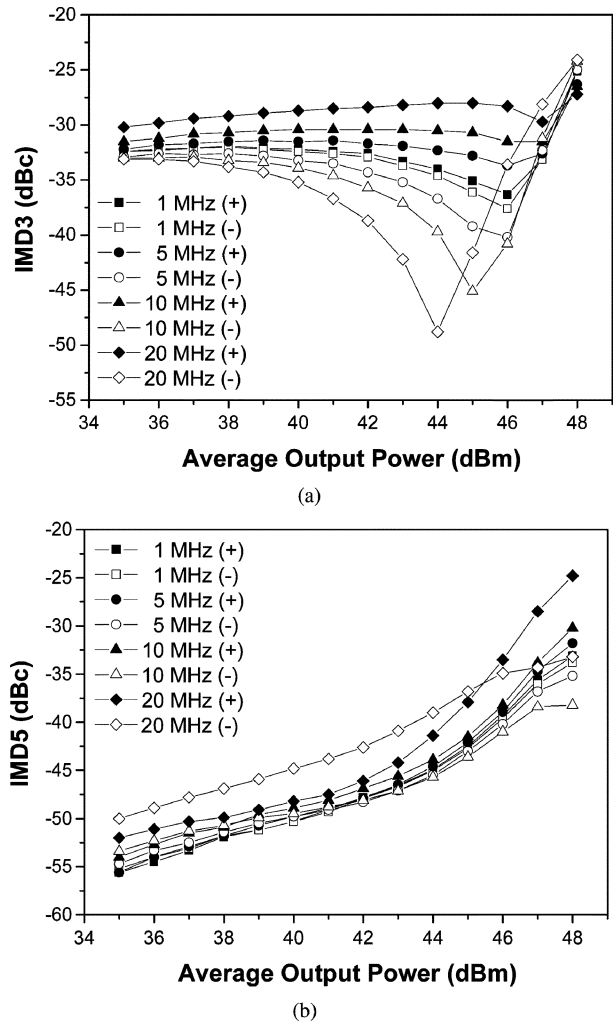 -20
-25
-30
-35
-40
-45
-50
-55
IMD3 (dBc)
1 MHz (+)
1 MHz (-)
5 MHz (+)
5 MHz (-)
10 MHz (+)
10 MHz (-)
20 MHz (+)
20 MHz (-)
34 36 38 40 42 44 46 48
Average Output Power (dBm)
(a)
-20
-25
-30
-35
-40
-45
-50
-55
-60
IMD5 (dBc)
1 MHz (+)
1 MHz (-)
5 MHz (+)
5 MHz (-)
10 MHz (+)
10 MHz (-)
20 MHz (+)
20 MHz (-)
34 36 38 40 42 44 46 48
Average Output Power (dBm)
(b)